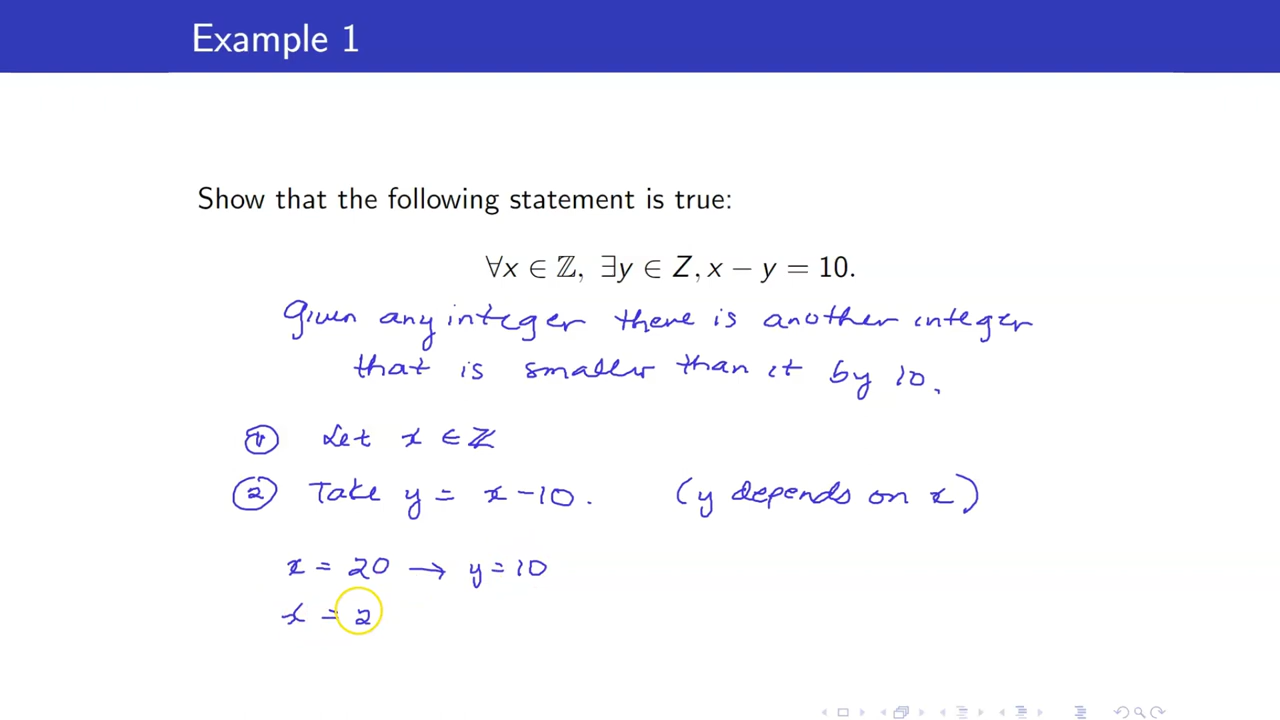 Example 1
Show that the following statement is true:
∀x ∈ ℤ, ∃y ∈ Z, x − y = 10.
Given any integer there is another integer
that is smaller than it by 10.
① Let x ∈ ℤ
② Take y = x − 10. (y depends on x)
x = 20 → y = 10
x = 2